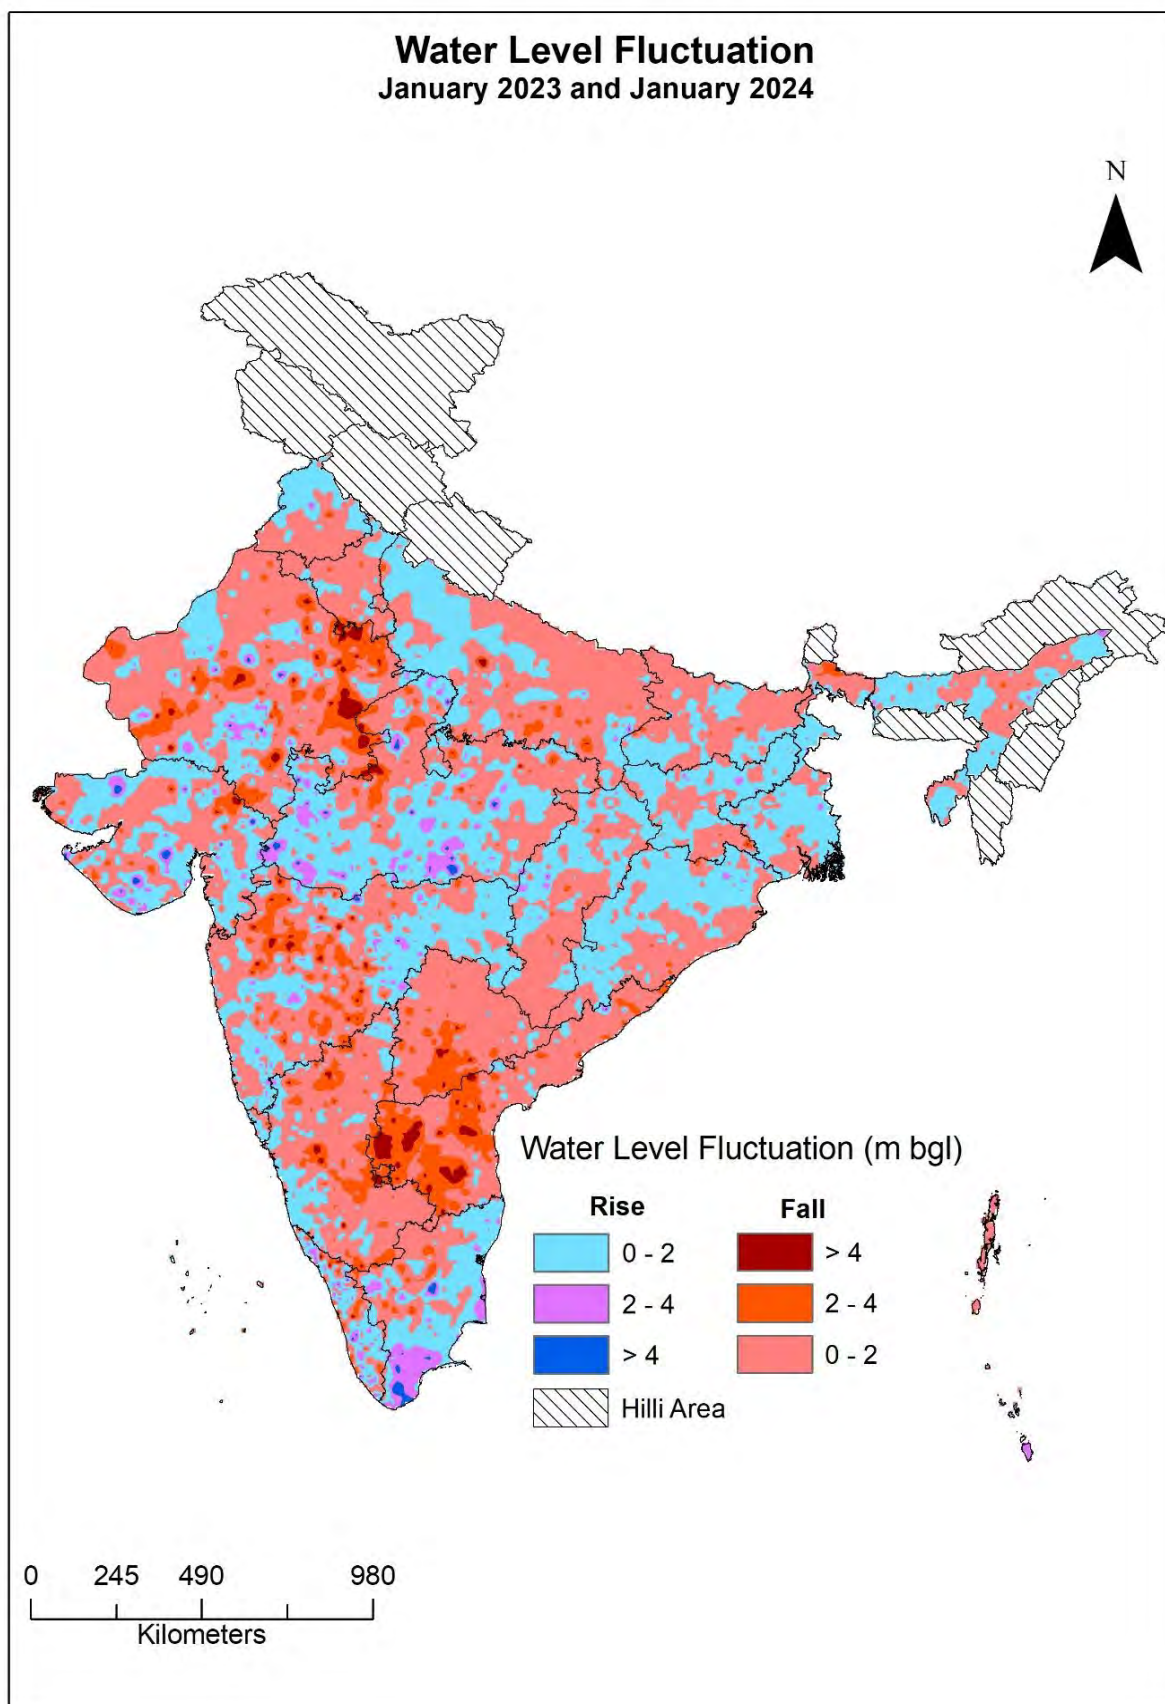 Water Level Fluctuation
January 2023 and January 2024
N
Water Level Fluctuation (m bgl)
Rise Fall
0 - 2 > 4
2 - 4 2 - 4
> 4 0 - 2
Hilli Area
0 245 490 980
Kilometers